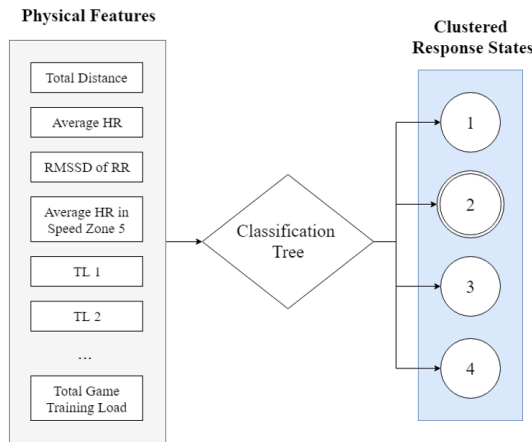 Physical Features
Total Distance
Average HR
RMSSD of RR
Average HR in
Speed Zone 5
TL 1
TL 2
...
Total Game
Training Load
Classification
Tree
Clustered
Response States
1
2
3
4